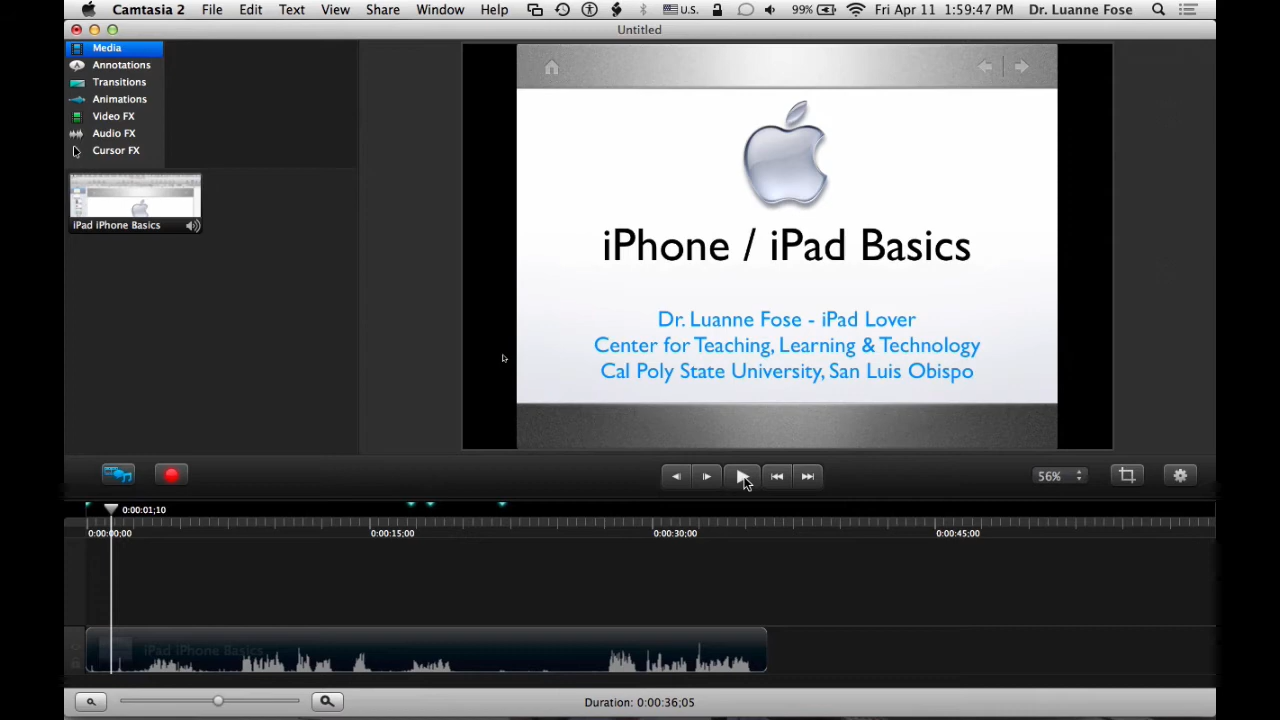 Camtasia 2 File Edit Text View Share Window Help U.S. 99% Fri Apr 11 1:59:47 PM Dr. Luanne Fose
Untitled
Media
Annotations
Transitions
Animations
Video FX
Audio FX
Cursor FX
iPad iPhone Basics
iPhone / iPad Basics
Dr. Luanne Fose - iPad Lover
Center for Teaching, Learning & Technology
Cal Poly State University, San Luis Obispo
56%
0:00:01;10
0:00:00;00 0:00:15;00 0:00:30;00 0:00:45;00
iPad iPhone Basics
Duration: 0:00:36;05